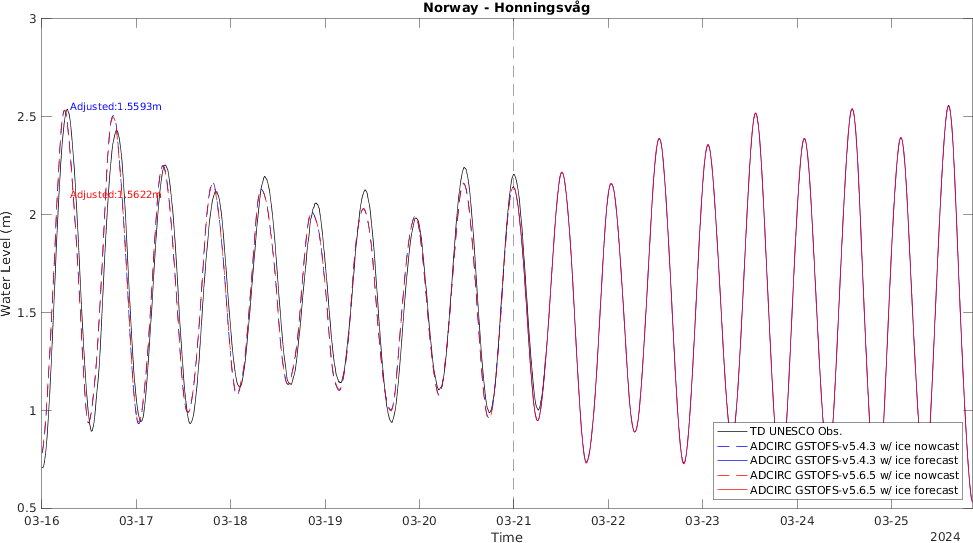 Norway - Honningsvåg
3
2.5
2
1.5
1
0.5
Water Level (m)
Adjusted:1.5593m
Adjusted:1.5622m
TD UNESCO Obs.
ADCIRC GSTOFS-v5.4.3 w/ ice nowcast
ADCIRC GSTOFS-v5.4.3 w/ ice forecast
ADCIRC GSTOFS-v5.6.5 w/ ice nowcast
ADCIRC GSTOFS-v5.6.5 w/ ice forecast
03-16 03-17 03-18 03-19 03-20 03-21 03-22 03-23 03-24 03-25
Time
2024